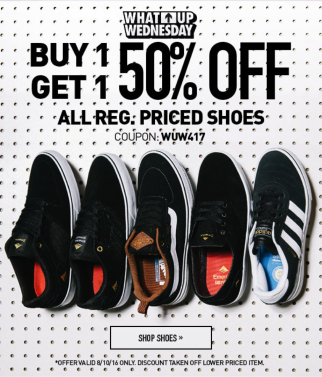 WHAT UP
WEDNESDAY
BUY 1
GET 1
50% OFF
ALL REG. PRICED SHOES
COUPON: WUW417
SHOP SHOES »
*OFFER VALID 8/10/16 ONLY. DISCOUNT TAKEN OFF LOWER PRICED ITEM.